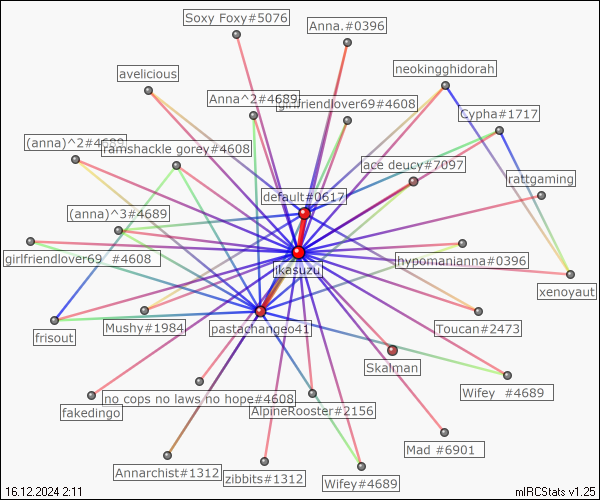 Soxy Foxy#5076
Anna.#0396
neokingghidorah
avelicious
Anna^2#4689
girlfriendlover69#4608
Cypha#1717
(anna)^2#4689
ramshackle gorey#4608
ace deucy#7097
rattgaming
default#0617
(anna)^3#4689
girlfriendlover69 #4608
ikasuzu
hypomanianna#0396
xenoyaut
frisout
Mushy#1984
pastachangeo41
Toucan#2473
Skalman
fakedingo
no cops no laws no hope#4608
AlpineRooster#2156
Wifey #4689
Mad #6901
Annarchist#1312
zibbits#1312
Wifey#4689
16.12.2024 2:11
mIRCStats v1.25